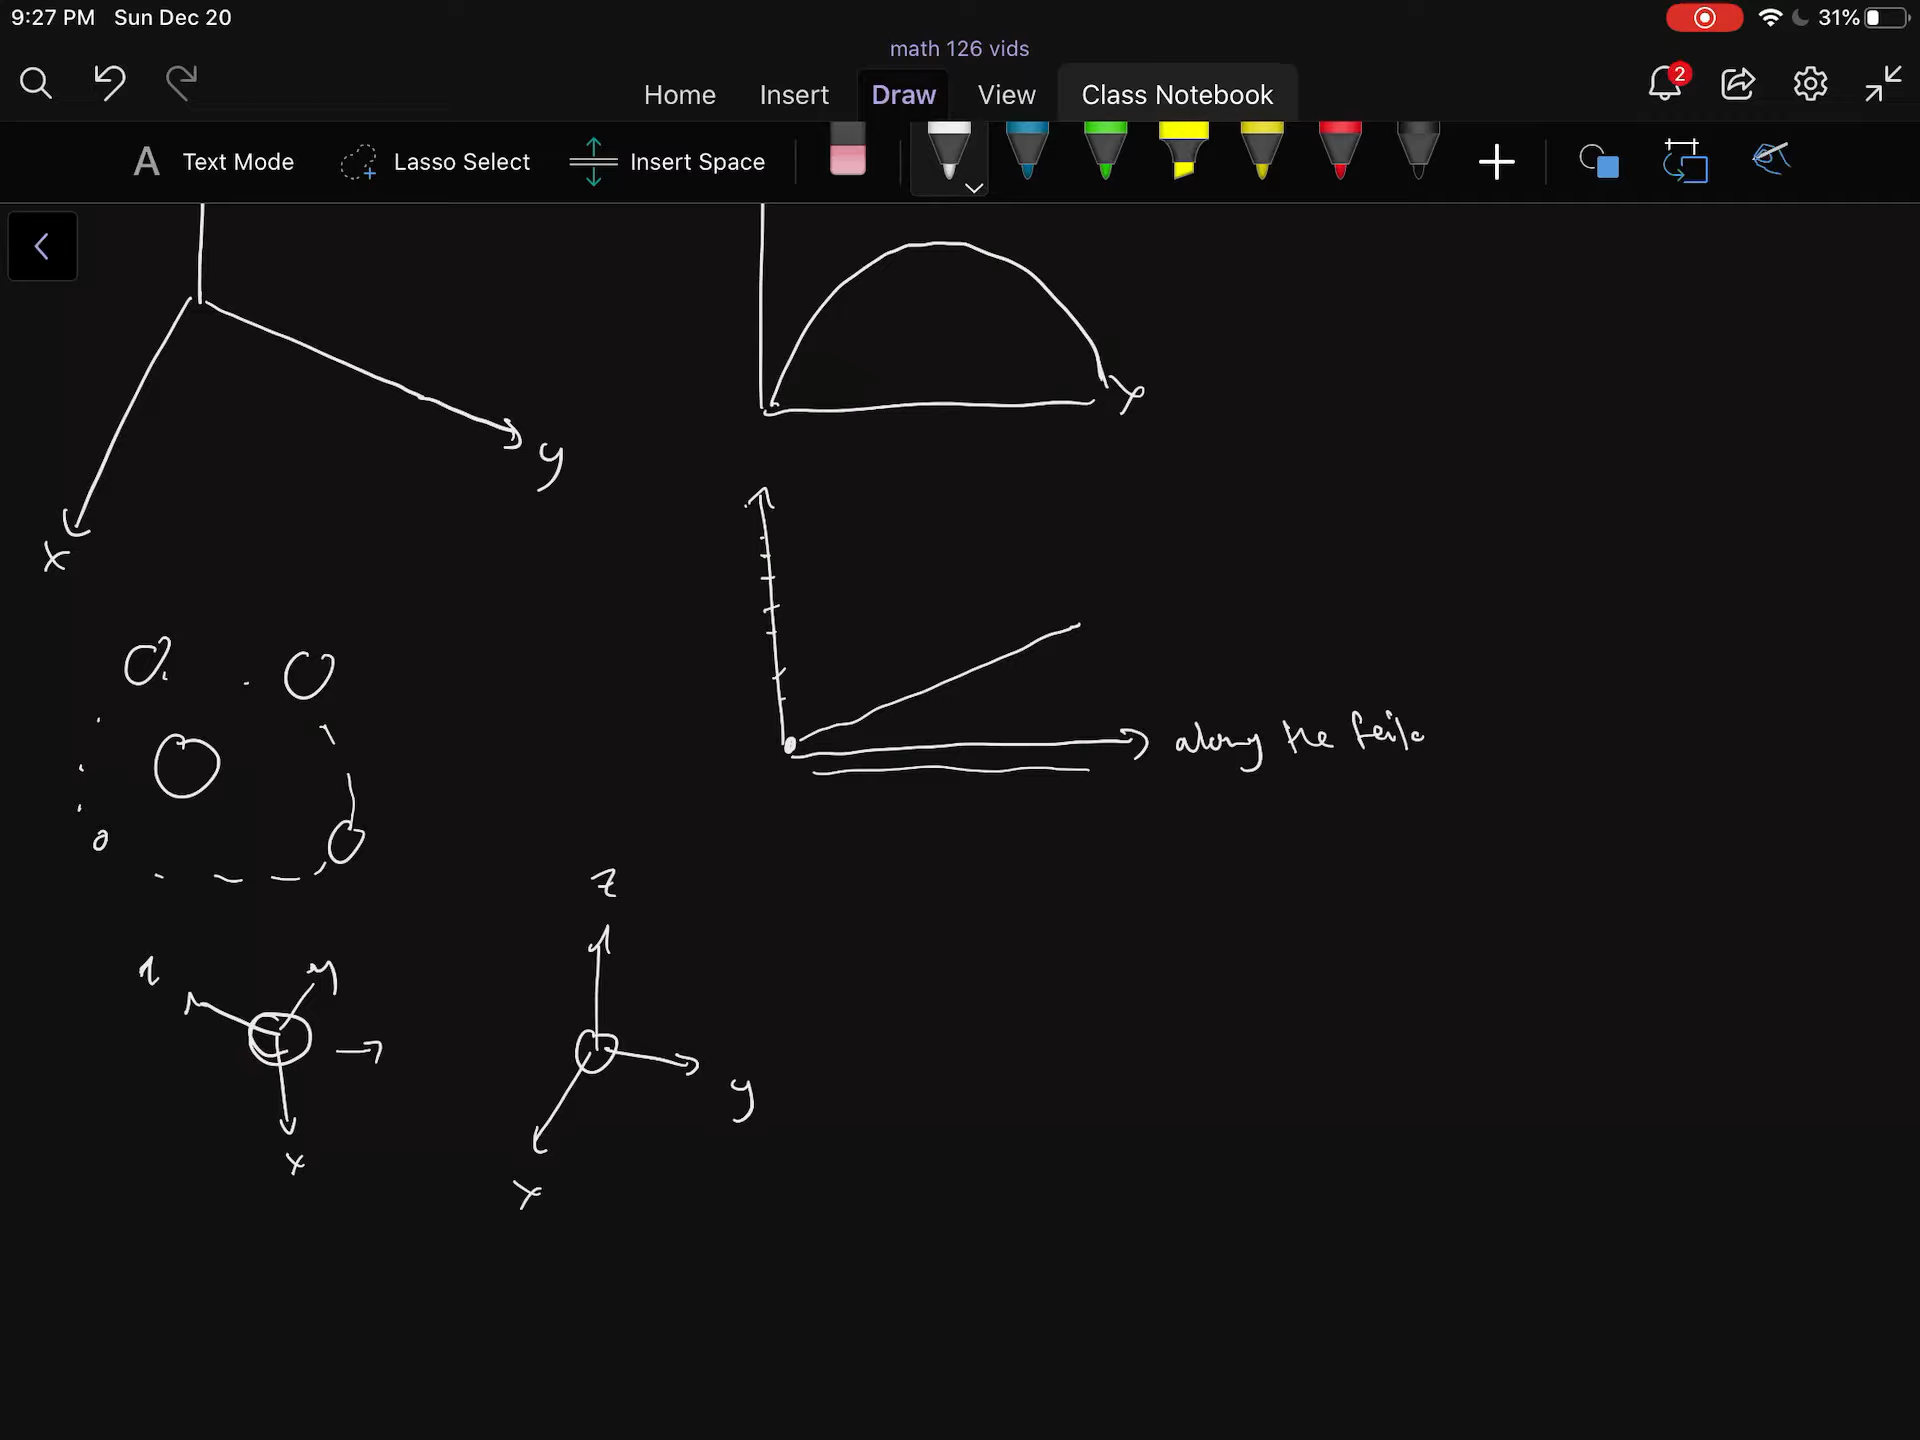 9:27 PM Sun Dec 20
31%
math 126 vids
Home Insert Draw View Class Notebook
2
Text Mode Lasso Select Insert Space
x
y
x
along the
z
y
x
z
y
x